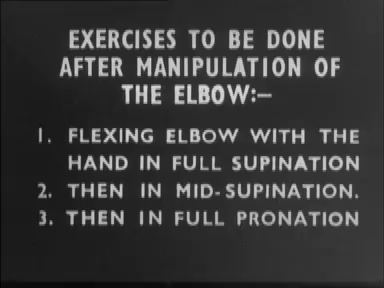 EXERCISES TO BE DONE
AFTER MANIPULATION OF
THE ELBOW:–
1. FLEXING ELBOW WITH THE
HAND IN FULL SUPINATION
2. THEN IN MID-SUPINATION.
3. THEN IN FULL PRONATION